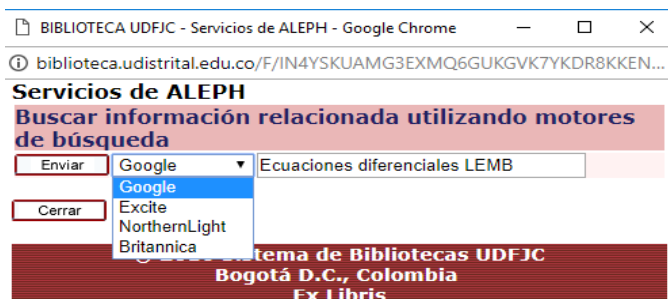 BIBLIOTECA UDFJC - Servicios de ALEPH - Google Chrome
biblioteca.udistrital.edu.co/F/IN4YSKUAMG3EXMQ6GUKGVK7YKDR8KKEN...
Servicios de ALEPH
Buscar información relacionada utilizando motores
de búsqueda
Enviar Google Ecuaciones diferenciales LEMB
Google
Cerrar Excite
NorthernLight
Britannica
tema de Bibliotecas UDFJC
Bogotá D.C., Colombia
Ex Libris